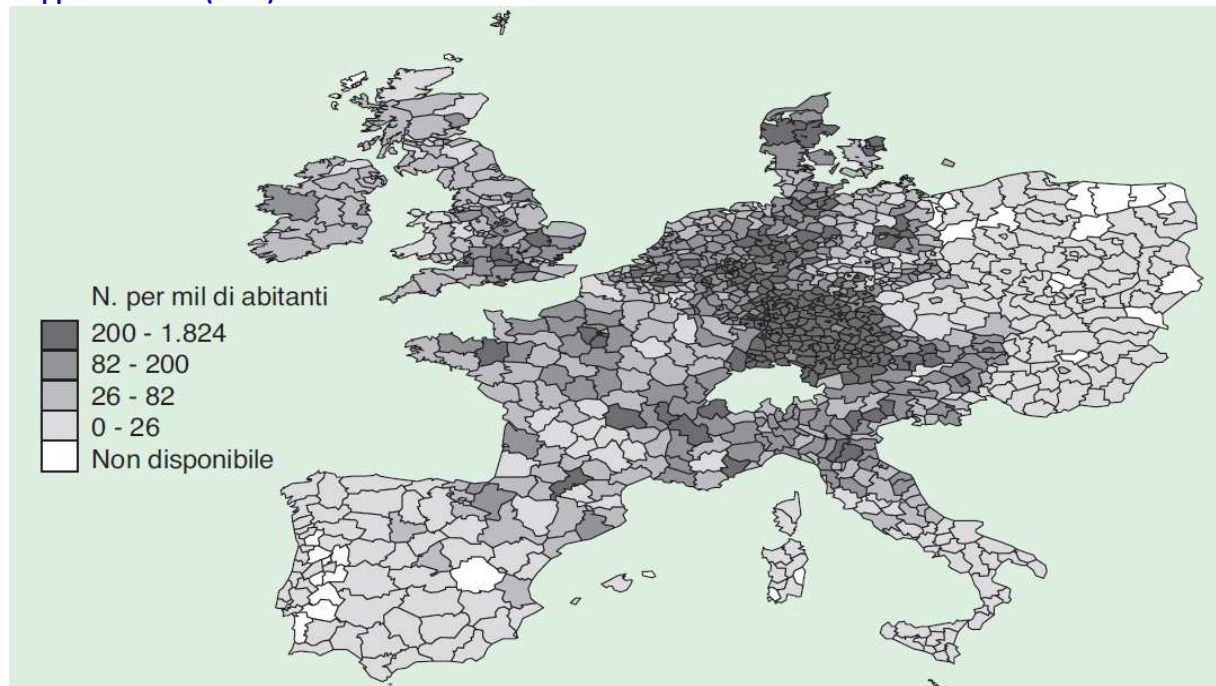 N. per mil di abitanti
200 - 1.824
82 - 200
26 - 82
0 - 26
Non disponibile